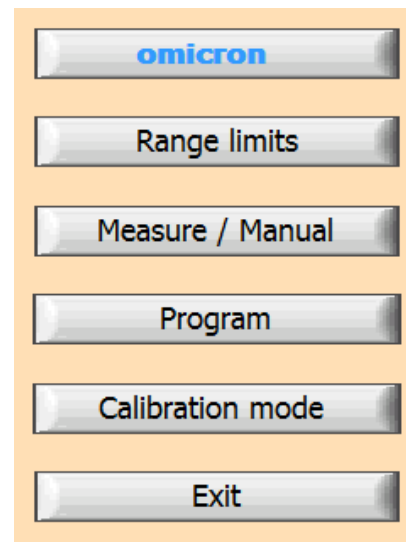 omicron
Range limits
Measure / Manual
Program
Calibration mode
Exit